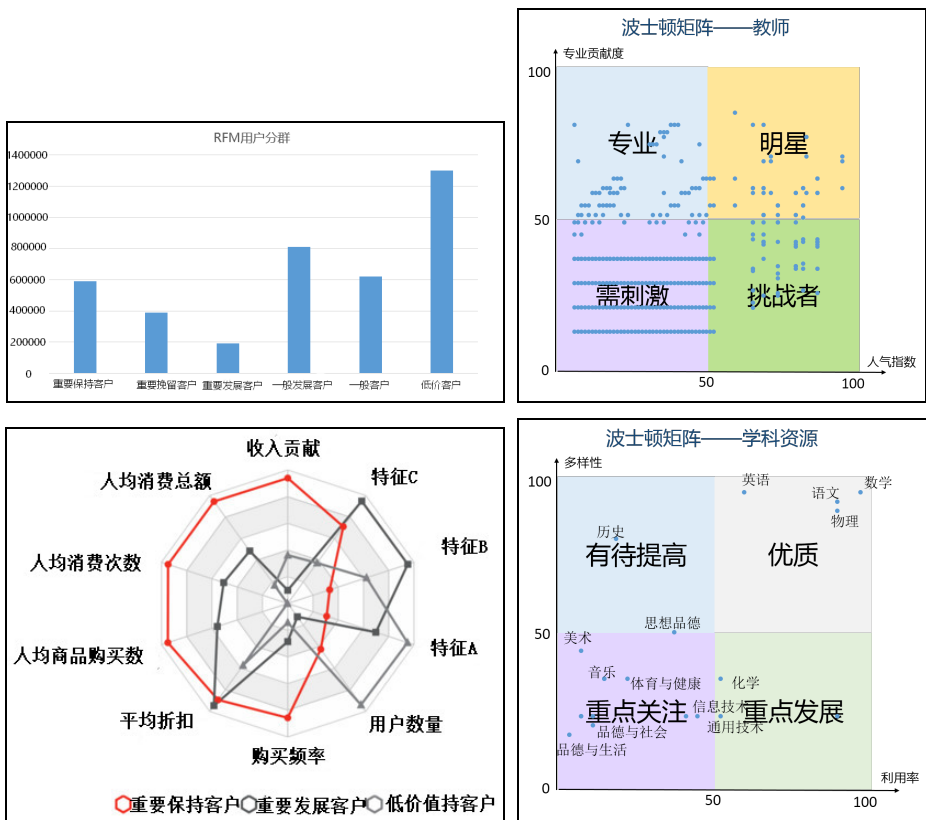 RFM用户分群
1400000
1200000
1000000
800000
600000
400000
200000
0
重要保持客户
重要挽留客户
重要发展客户
一般发展客户
一般客户
低价客户
波士顿矩阵——教师
专业贡献度
100
专业
明星
50
需刺激
挑战者
0
50
100
人气指数
收入贡献
人均消费总额
特征C
人均消费次数
特征B
人均商品购买数
特征A
平均折扣
用户数量
购买频率
重要保持客户
重要发展客户
低价值持客户
波士顿矩阵——学科资源
多样性
100
英语
数学
语文
物理
历史
有待提高
优质
50
思想品德
美术
音乐
体育与健康
化学
重点关注
信息技术
重点发展
品德与社会
通用技术
品德与生活
0
50
100
利用率